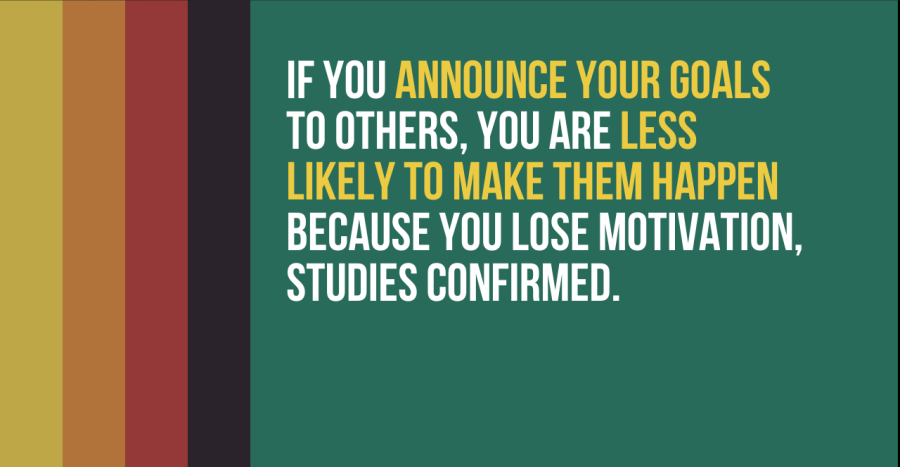 IF YOU ANNOUNCE YOUR GOALS
TO OTHERS, YOU ARE LESS
LIKELY TO MAKE THEM HAPPEN
BECAUSE YOU LOSE MOTIVATION,
STUDIES CONFIRMED.